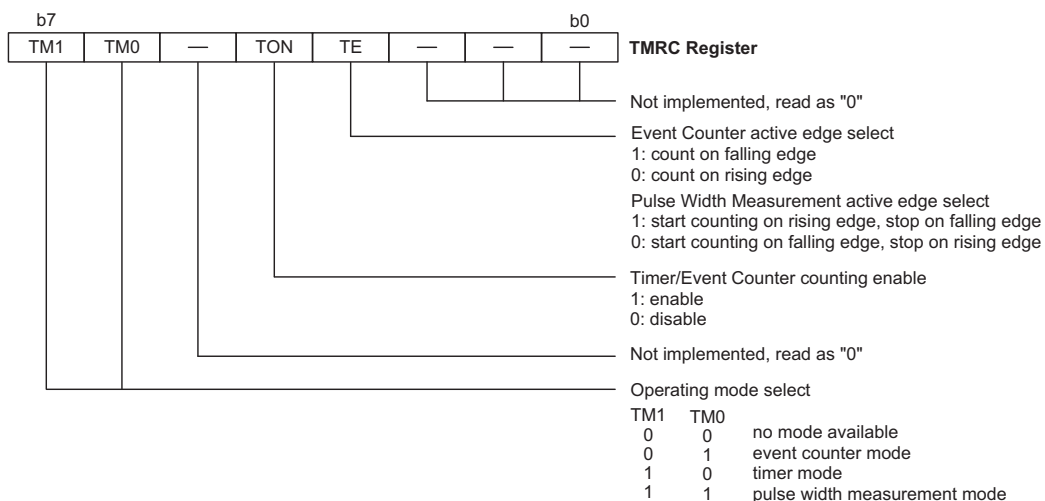 b7 b0
TM1 TM0 — TON TE — — — TMRC Register
Not implemented, read as "0"
Event Counter active edge select
1: count on falling edge
0: count on rising edge
Pulse Width Measurement active edge select
1: start counting on rising edge, stop on falling edge
0: start counting on falling edge, stop on rising edge
Timer/Event Counter counting enable
1: enable
0: disable
Not implemented, read as "0"
Operating mode select
TM1 TM0
0 0 no mode available
0 1 event counter mode
1 0 timer mode
1 1 pulse width measurement mode